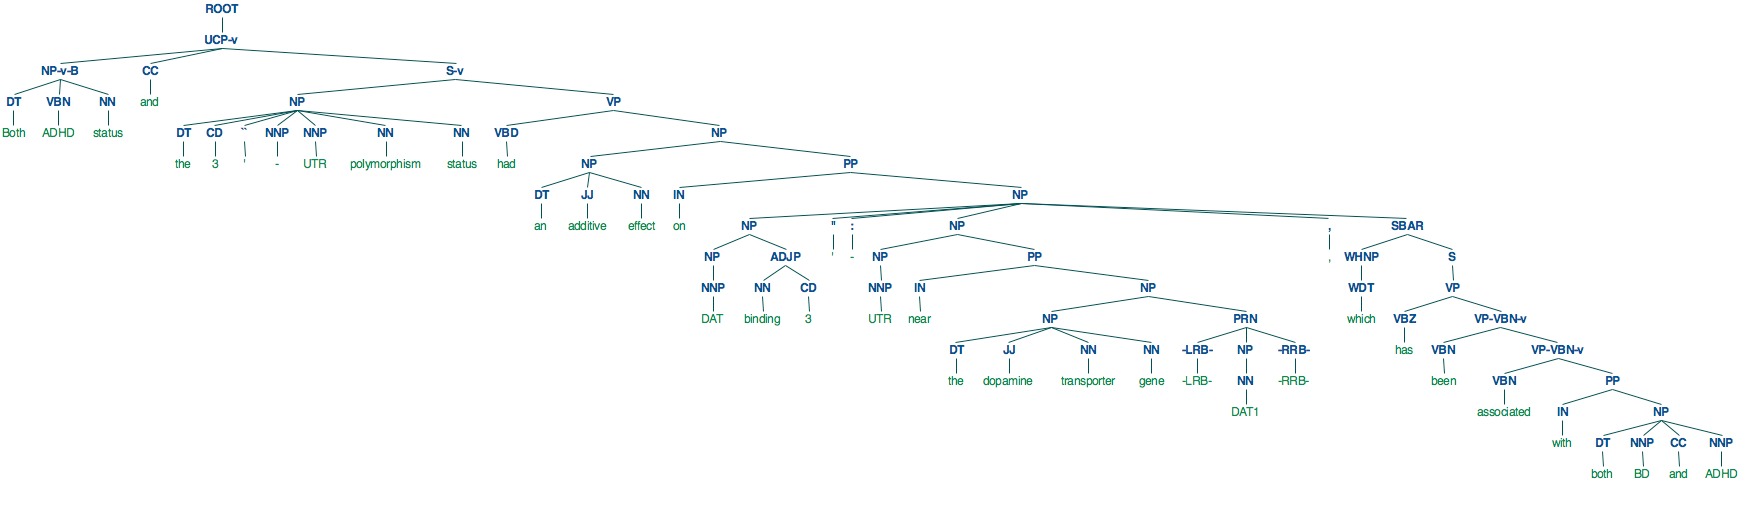 ROOT
UCP-v
NP-v-B CC S-v
DT VBN NN and NP VP
Both ADHD status DT CD `` NNP NNP NN NN VBD NP
the 3 ' - UTR polymorphism status had NP PP
DT JJ NN IN NP
an additive effect on NP '' : NP , SBAR
NP ADJP ' - NP PP , WHNP S
NNP NN CD NNP IN NP WDT VP
DAT binding 3 UTR near NP PRN which VBZ VP-VBN-v
DT JJ NN NN -LRB- NP -RRB- has VBN VP-VBN-v
the dopamine transporter gene -LRB- NN -RRB- been VBN PP
DAT1 associated IN NP
with DT NNP CC NNP
both BD and ADHD